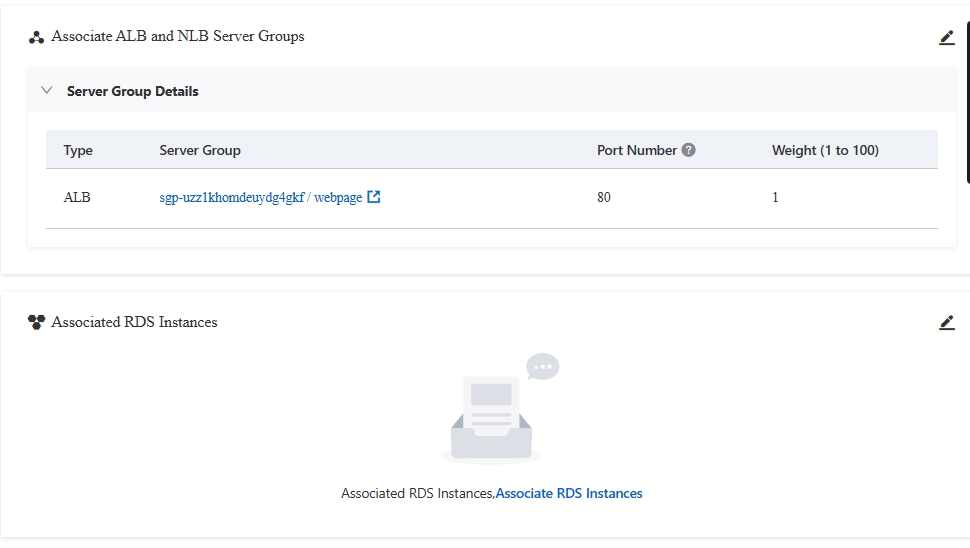 Associate ALB and NLB Server Groups
Server Group Details
Type Server Group Port Number ? Weight (1 to 100)
ALB sgp-uzz1khomdeuydg4gkf / webpage 80 1
Associated RDS Instances
Associated RDS Instances,Associate RDS Instances